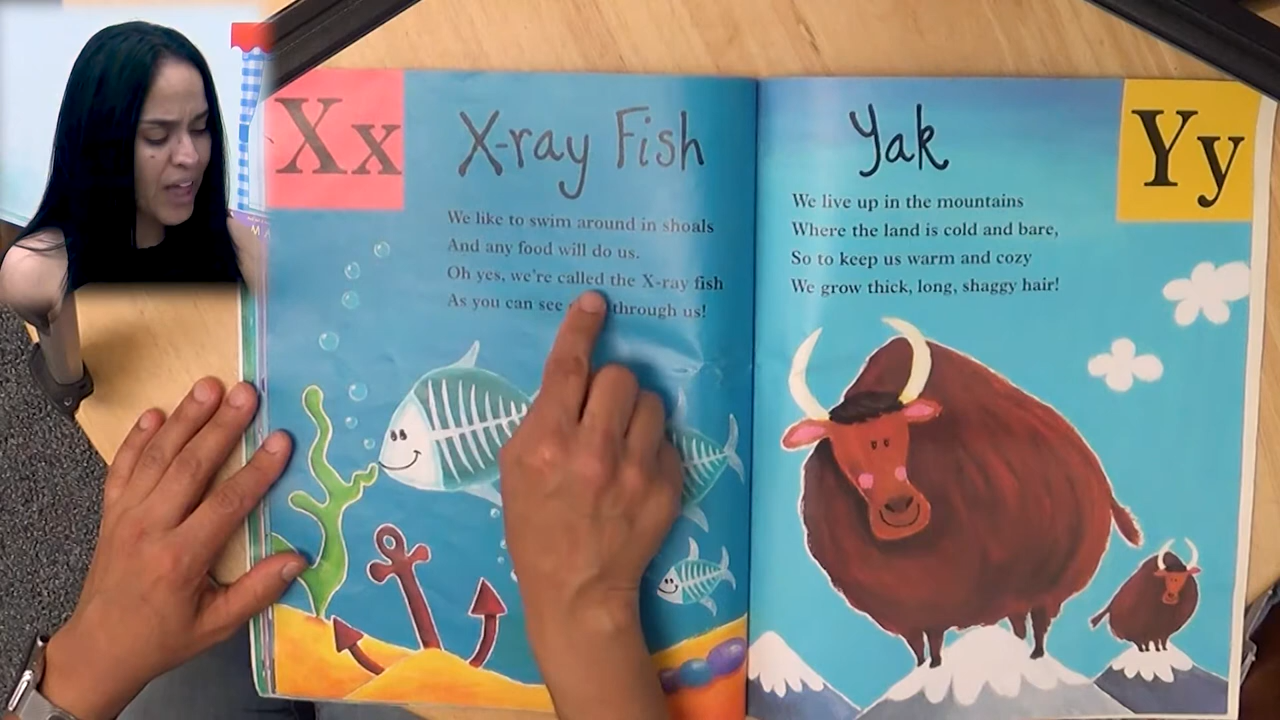 Xx
X-ray Fish
We like to swim around in shoals
And any food will do us.
Oh yes, we're called the X-ray fish
As you can see through us!
Yak
Yy
We live up in the mountains
Where the land is cold and bare,
So to keep us warm and cozy
We grow thick, long, shaggy hair!